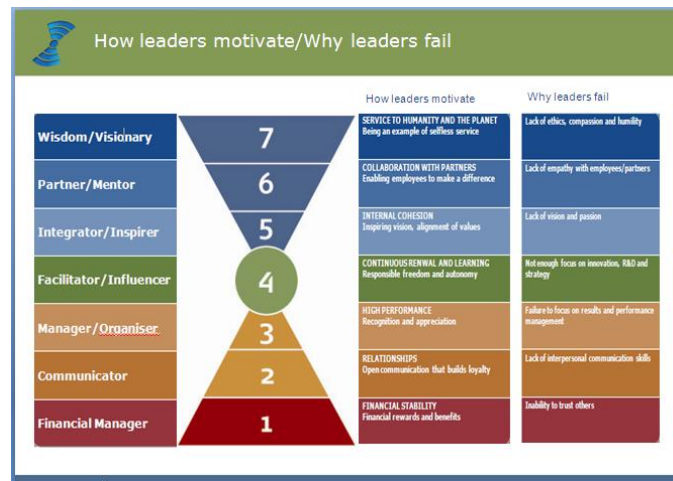 How leaders motivate/Why leaders fail
How leaders motivate
Why leaders fail
Wisdom/Visionary
7
SERVICE TO HUMANITY AND THE PLANET
Being an example of selfless service
Lack of ethics, compassion and humility
Partner/Mentor
6
COLLABORATION WITH PARTNERS
Enabling employees to make a difference
Lack of empathy with employees/partners
Integrator/Inspirer
5
INTERNAL COHESION
Inspiring vision, alignment of values
Lack of vision and passion
Facilitator/Influencer
4
CONTINUOUS RENWAL AND LEARNING
Responsible freedom and autonomy
Not enough focus on innovation, R&D and
strategy
Manager/Organiser
3
HIGH PERFORMANCE
Recognition and appreciation
Failure to focus on results and performance
management
Communicator
2
RELATIONSHIPS
Open communication that builds loyalty
Lack of interpersonal communication skills
Financial Manager
1
FINANCIAL STABILITY
Financial rewards and benefits
Inability to trust others